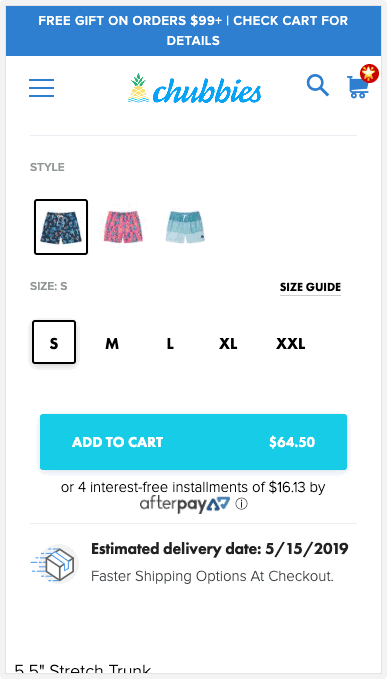 FREE GIFT ON ORDERS $99+ | CHECK CART FOR
DETAILS
chubbies
STYLE
SIZE: S
SIZE GUIDE
S M L XL XXL
ADD TO CART $64.50
or 4 interest-free installments of $16.13 by
afterpay
Estimated delivery date: 5/15/2019
Faster Shipping Options At Checkout.
5.5" Stretch Trunk